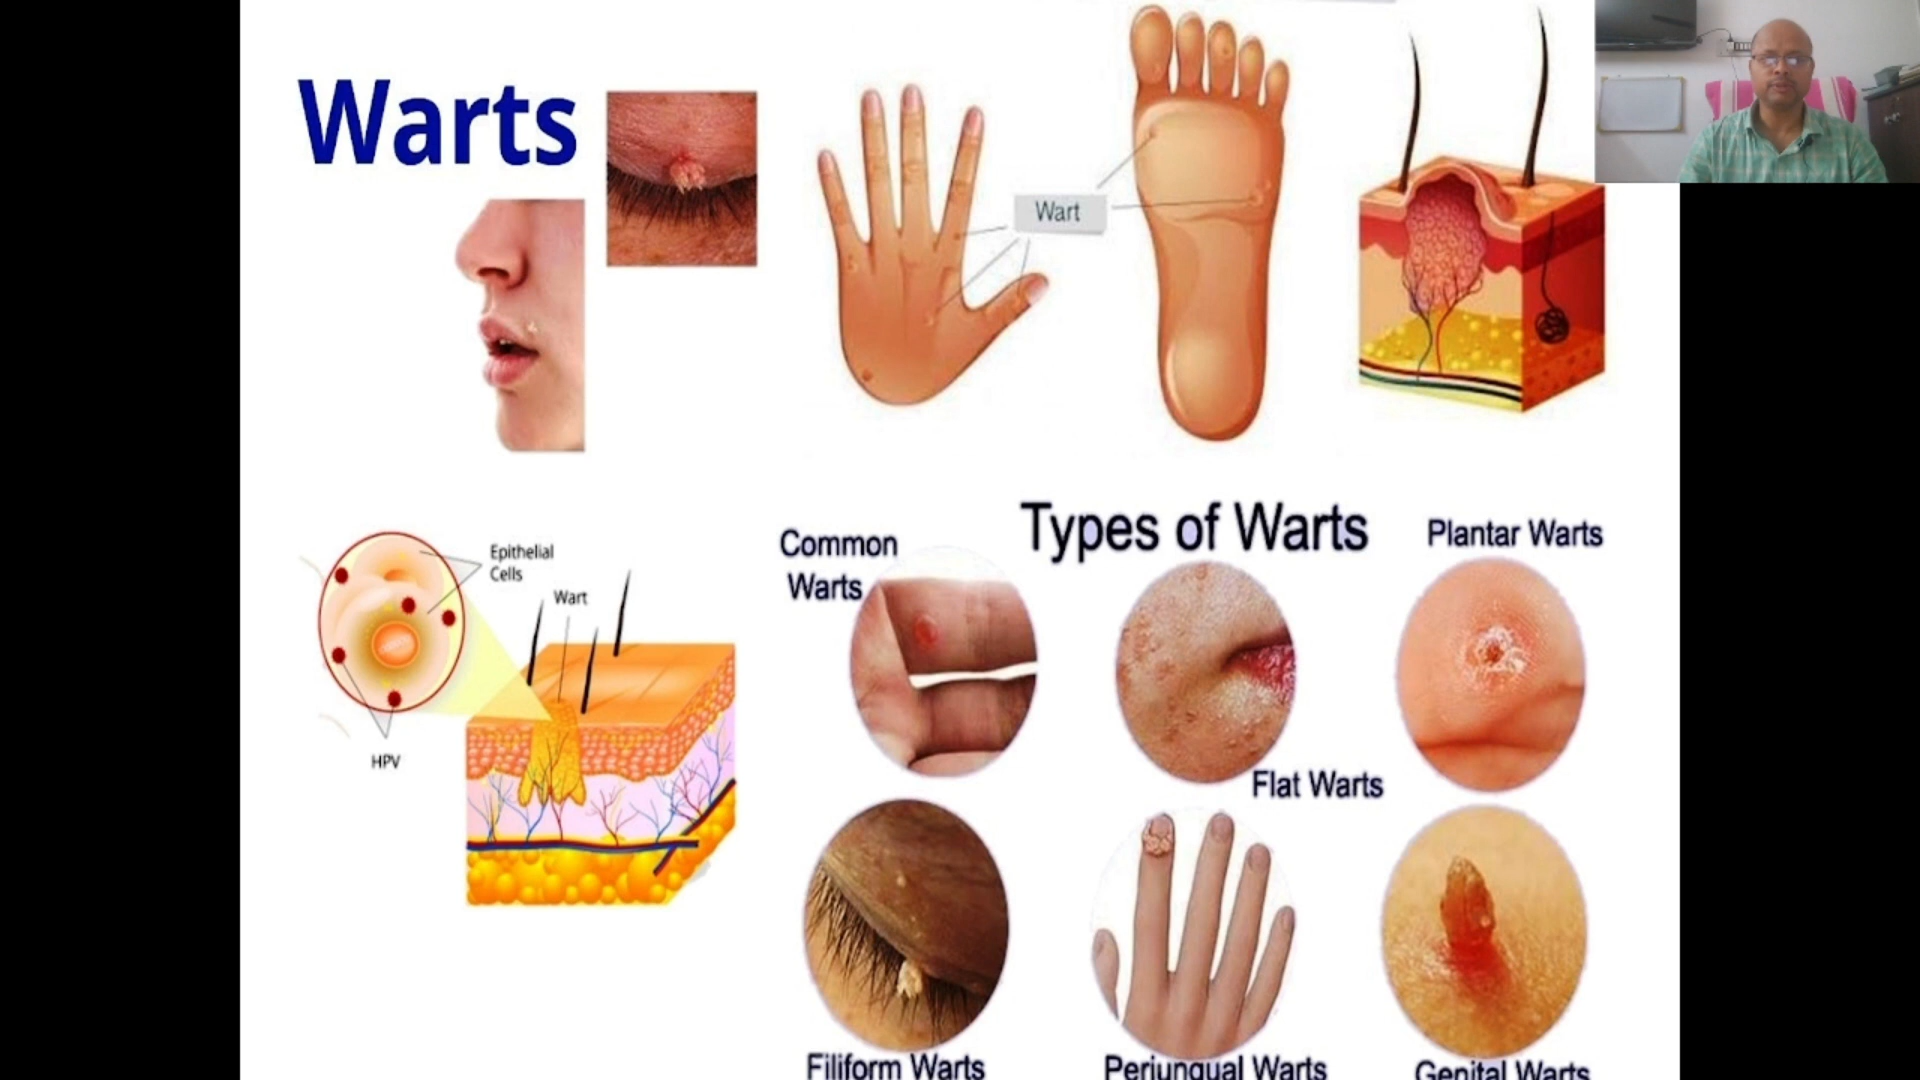 Warts
Wart
Types of Warts
Common
Warts
Plantar Warts
Epithelial
Cells
Wart
HPV
Flat Warts
Filiform Warts
Periungual Warts
Genital Warts